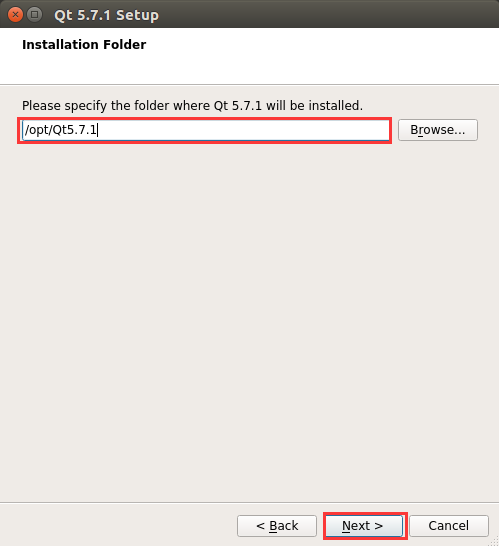 Qt 5.7.1 Setup
Installation Folder
Please specify the folder where Qt 5.7.1 will be installed.
/opt/Qt5.7.1
Browse...
< Back
Next >
Cancel